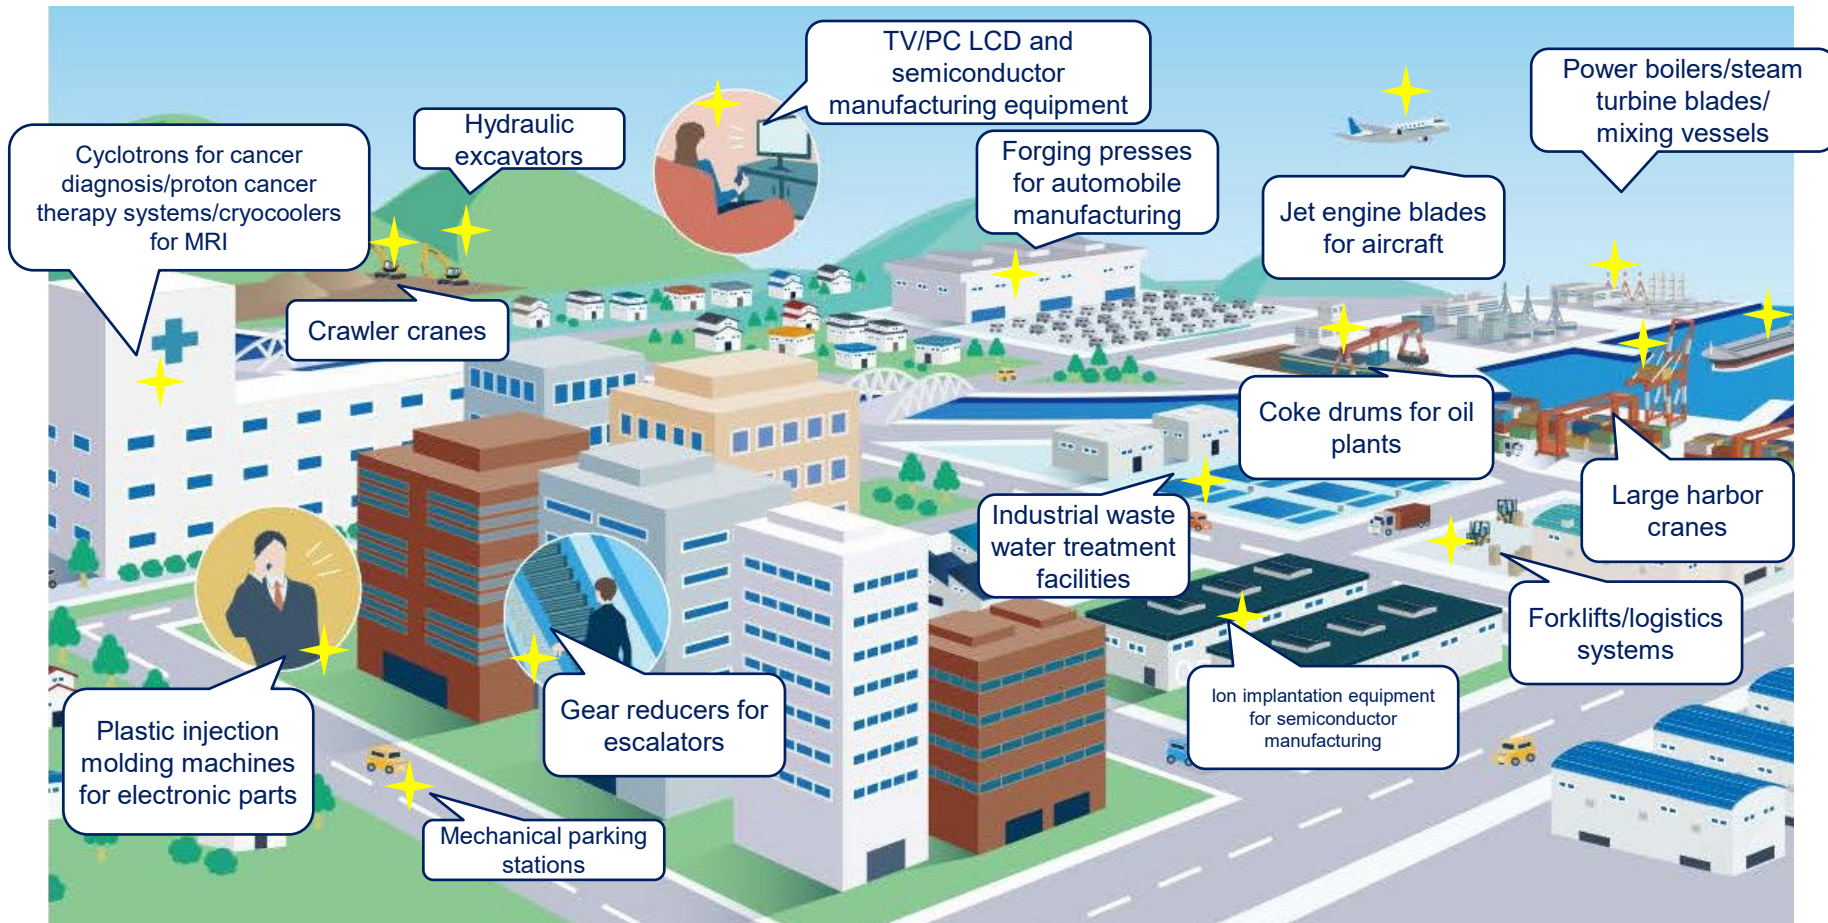 TV/PC LCD and
semiconductor
manufacturing equipment
Power boilers/steam
turbine blades/
mixing vessels
Hydraulic
excavators
Cyclotrons for cancer
diagnosis/proton cancer
therapy systems/cryocoolers
for MRI
Forging presses
for automobile
manufacturing
Jet engine blades
for aircraft
Crawler cranes
Coke drums for oil
plants
Large harbor
cranes
Industrial waste
water treatment
facilities
Forklifts/logistics
systems
Ion implantation equipment
for semiconductor
manufacturing
Gear reducers for
escalators
Plastic injection
molding machines
for electronic parts
Mechanical parking
stations